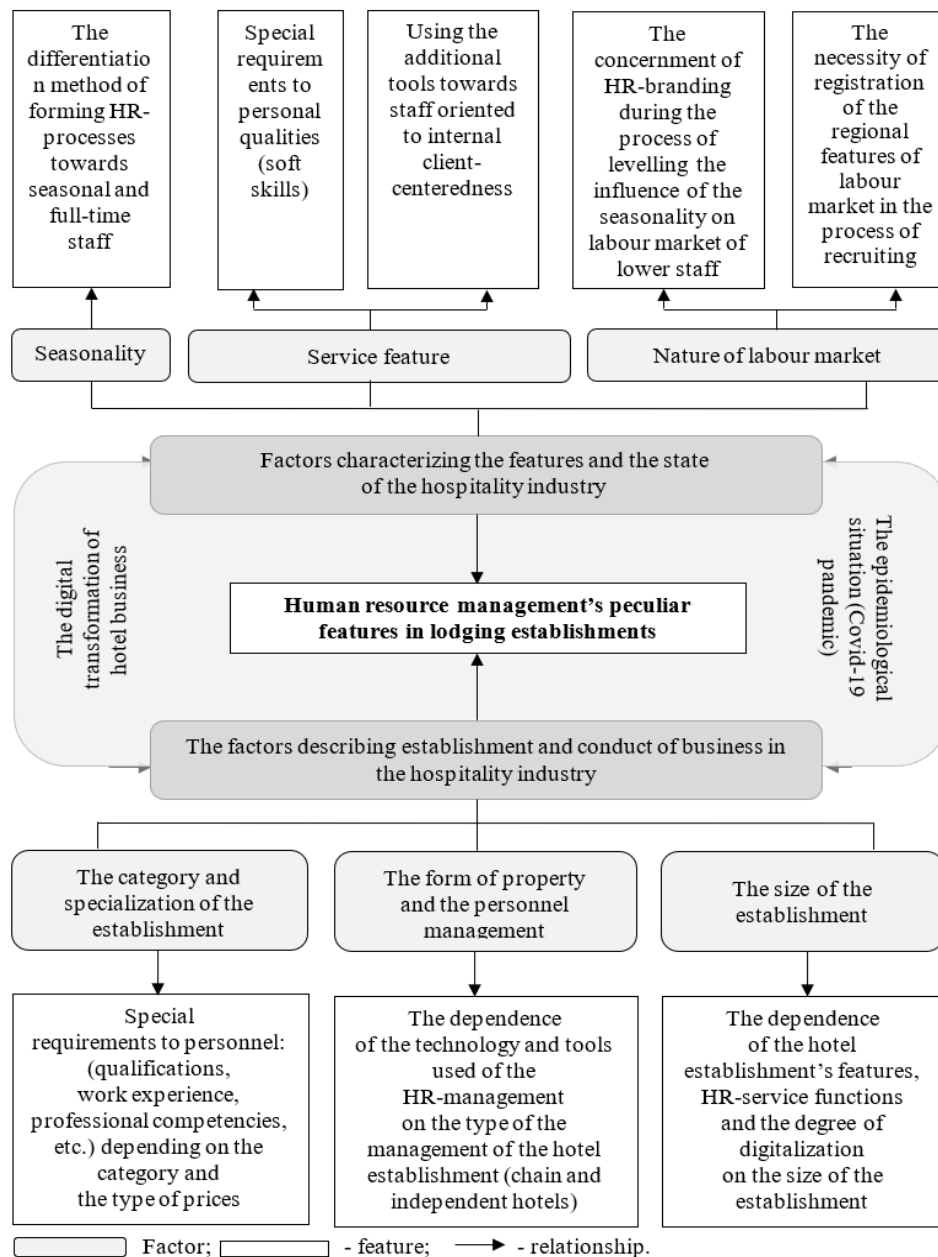 The
differentiatio
n method of
forming HR-
processes
towards
seasonal and
full-time
staff
Special
requirem
ents to
personal
qualities
(soft
skills)
Using the
additional
tools towards
staff oriented
to internal
client-
centeredness
The
concernment of
HR-branding
during the
process of
levelling the
influence of the
seasonality on
labour market of
lower staff
The
necessity of
registration
of the
regional
features of
labour
market in the
process of
recruiting
Seasonality
Service feature
Nature of labour market
Factors characterizing the features and the state
of the hospitality industry
The digital
transformation of
hotel business
The epidemiological
situation (Covid-19
pandemic)
Human resource management's peculiar
features in lodging establishments
The factors describing establishment and conduct of business in
the hospitality industry
The category and
specialization of the
establishment
The form of property
and the personnel
management
The size of the
establishment
Special
requirements to personnel:
(qualifications,
work experience,
professional competencies,
etc.) depending on the
category and
the type of prices
The dependence
of the technology and tools
used of the
HR-management
on the type of the
management of the hotel
establishment (chain and
independent hotels)
The dependence
of the hotel
establishment's features,
HR-service functions
and the degree of
digitalization
on the size of the
establishment
Factor; - feature; - relationship.